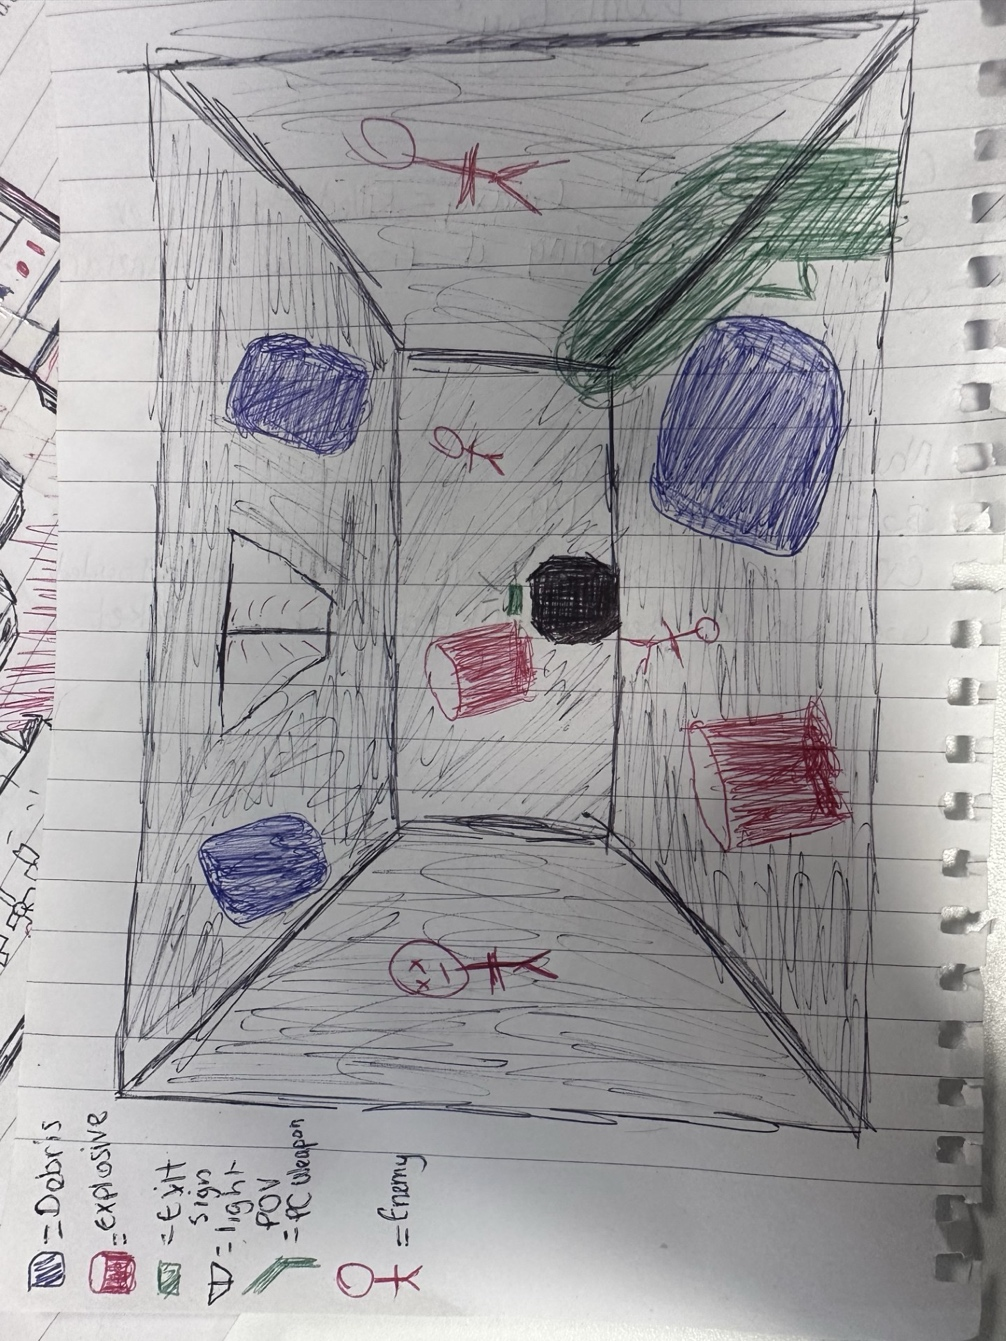 = Debris
= explosive
= Exit
sign
= light
POV
= PC weapon
= Enemy